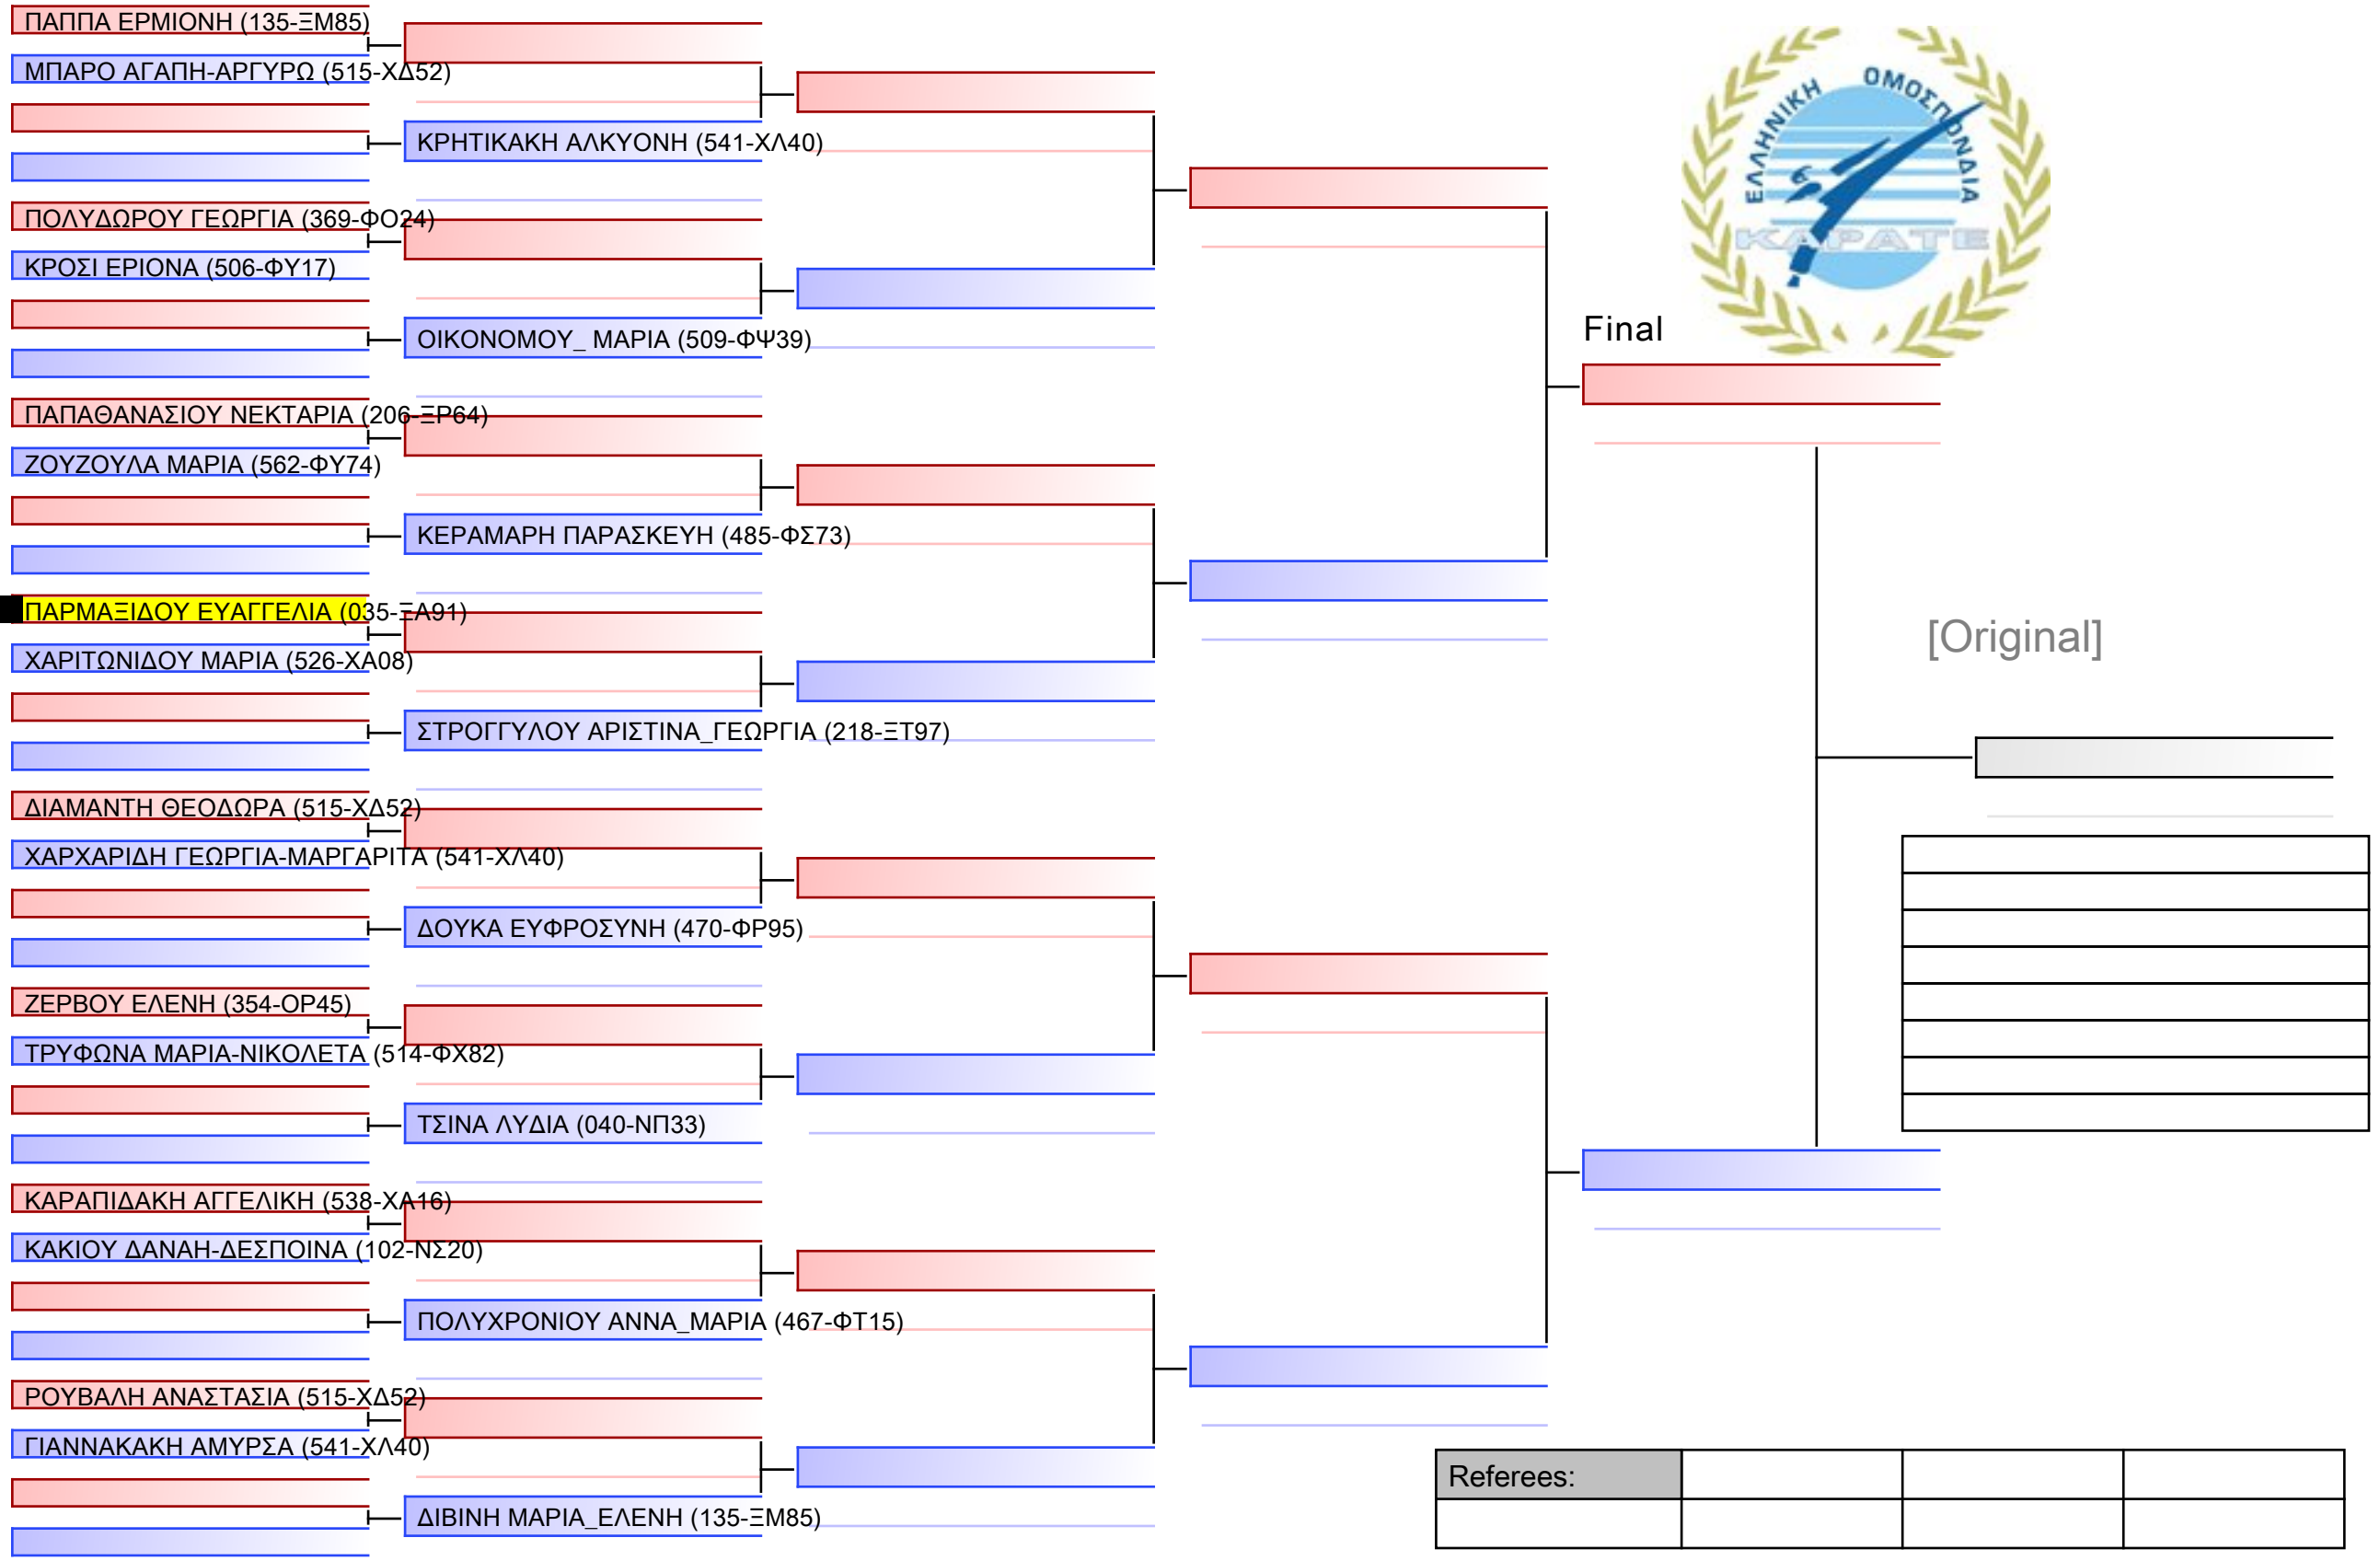 ΠΑΠΠΑ ΕΡΜΙΟΝΗ (135-ΞΜ85)
ΜΠΑΡΟ ΑΓΑΠΗ-ΑΡΓΥΡΩ (515-ΧΔ52)
ΚΡΗΤΙΚΑΚΗ ΑΛΚΥΟΝΗ (541-ΧΛ40)
ΠΟΛΥΔΩΡΟΥ ΓΕΩΡΓΙΑ (369-ΦΟ24)
ΚΡΟΣΙ ΕΡΙΟΝΑ (506-ΦΥ17)
ΟΙΚΟΝΟΜΟΥ_ ΜΑΡΙΑ (509-ΦΨ39)
ΠΑΠΑΘΑΝΑΣΙΟΥ ΝΕΚΤΑΡΙΑ (206-ΞΡ64)
ΖΟΥΖΟΥΛΑ ΜΑΡΙΑ (562-ΦΥ74)
ΚΕΡΑΜΑΡΗ ΠΑΡΑΣΚΕΥΗ (485-ΦΣ73)
ΠΑΡΜΑΞΙΔΟΥ ΕΥΑΓΓΕΛΙΑ (035-ΞΑ91)
ΧΑΡΙΤΩΝΙΔΟΥ ΜΑΡΙΑ (526-ΧΑ08)
ΣΤΡΟΓΓΥΛΟΥ ΑΡΙΣΤΙΝΑ_ΓΕΩΡΓΙΑ (218-ΞΤ97)
ΔΙΑΜΑΝΤΗ ΘΕΟΔΩΡΑ (515-ΧΔ52)
ΧΑΡΧΑΡΙΔΗ ΓΕΩΡΓΙΑ-ΜΑΡΓΑΡΙΤΑ (541-ΧΛ40)
ΔΟΥΚΑ ΕΥΦΡΟΣΥΝΗ (470-ΦΡ95)
ΖΕΡΒΟΥ ΕΛΕΝΗ (354-ΟΡ45)
ΤΡΥΦΩΝΑ ΜΑΡΙΑ-ΝΙΚΟΛΕΤΑ (514-ΦΧ82)
ΤΣΙΝΑ ΛΥΔΙΑ (040-ΝΠ33)
ΚΑΡΑΠΙΔΑΚΗ ΑΓΓΕΛΙΚΗ (538-ΧΑ16)
ΚΑΚΙΟΥ ΔΑΝΑΗ-ΔΕΣΠΟΙΝΑ (102-ΝΣ20)
ΠΟΛΥΧΡΟΝΙΟΥ ΑΝΝΑ_ΜΑΡΙΑ (467-ΦΤ15)
ΡΟΥΒΑΛΗ ΑΝΑΣΤΑΣΙΑ (515-ΧΔ52)
ΓΙΑΝΝΑΚΑΚΗ ΑΜΥΡΣΑ (541-ΧΛ40)
ΔΙΒΙΝΗ ΜΑΡΙΑ_ΕΛΕΝΗ (135-ΞΜ85)
ΕΛΛΗΝΙΚΗ ΟΜΟΣΠΟΝΔΙΑ
ΚΑΡΑΤΕ
Final
[Original]
Referees: